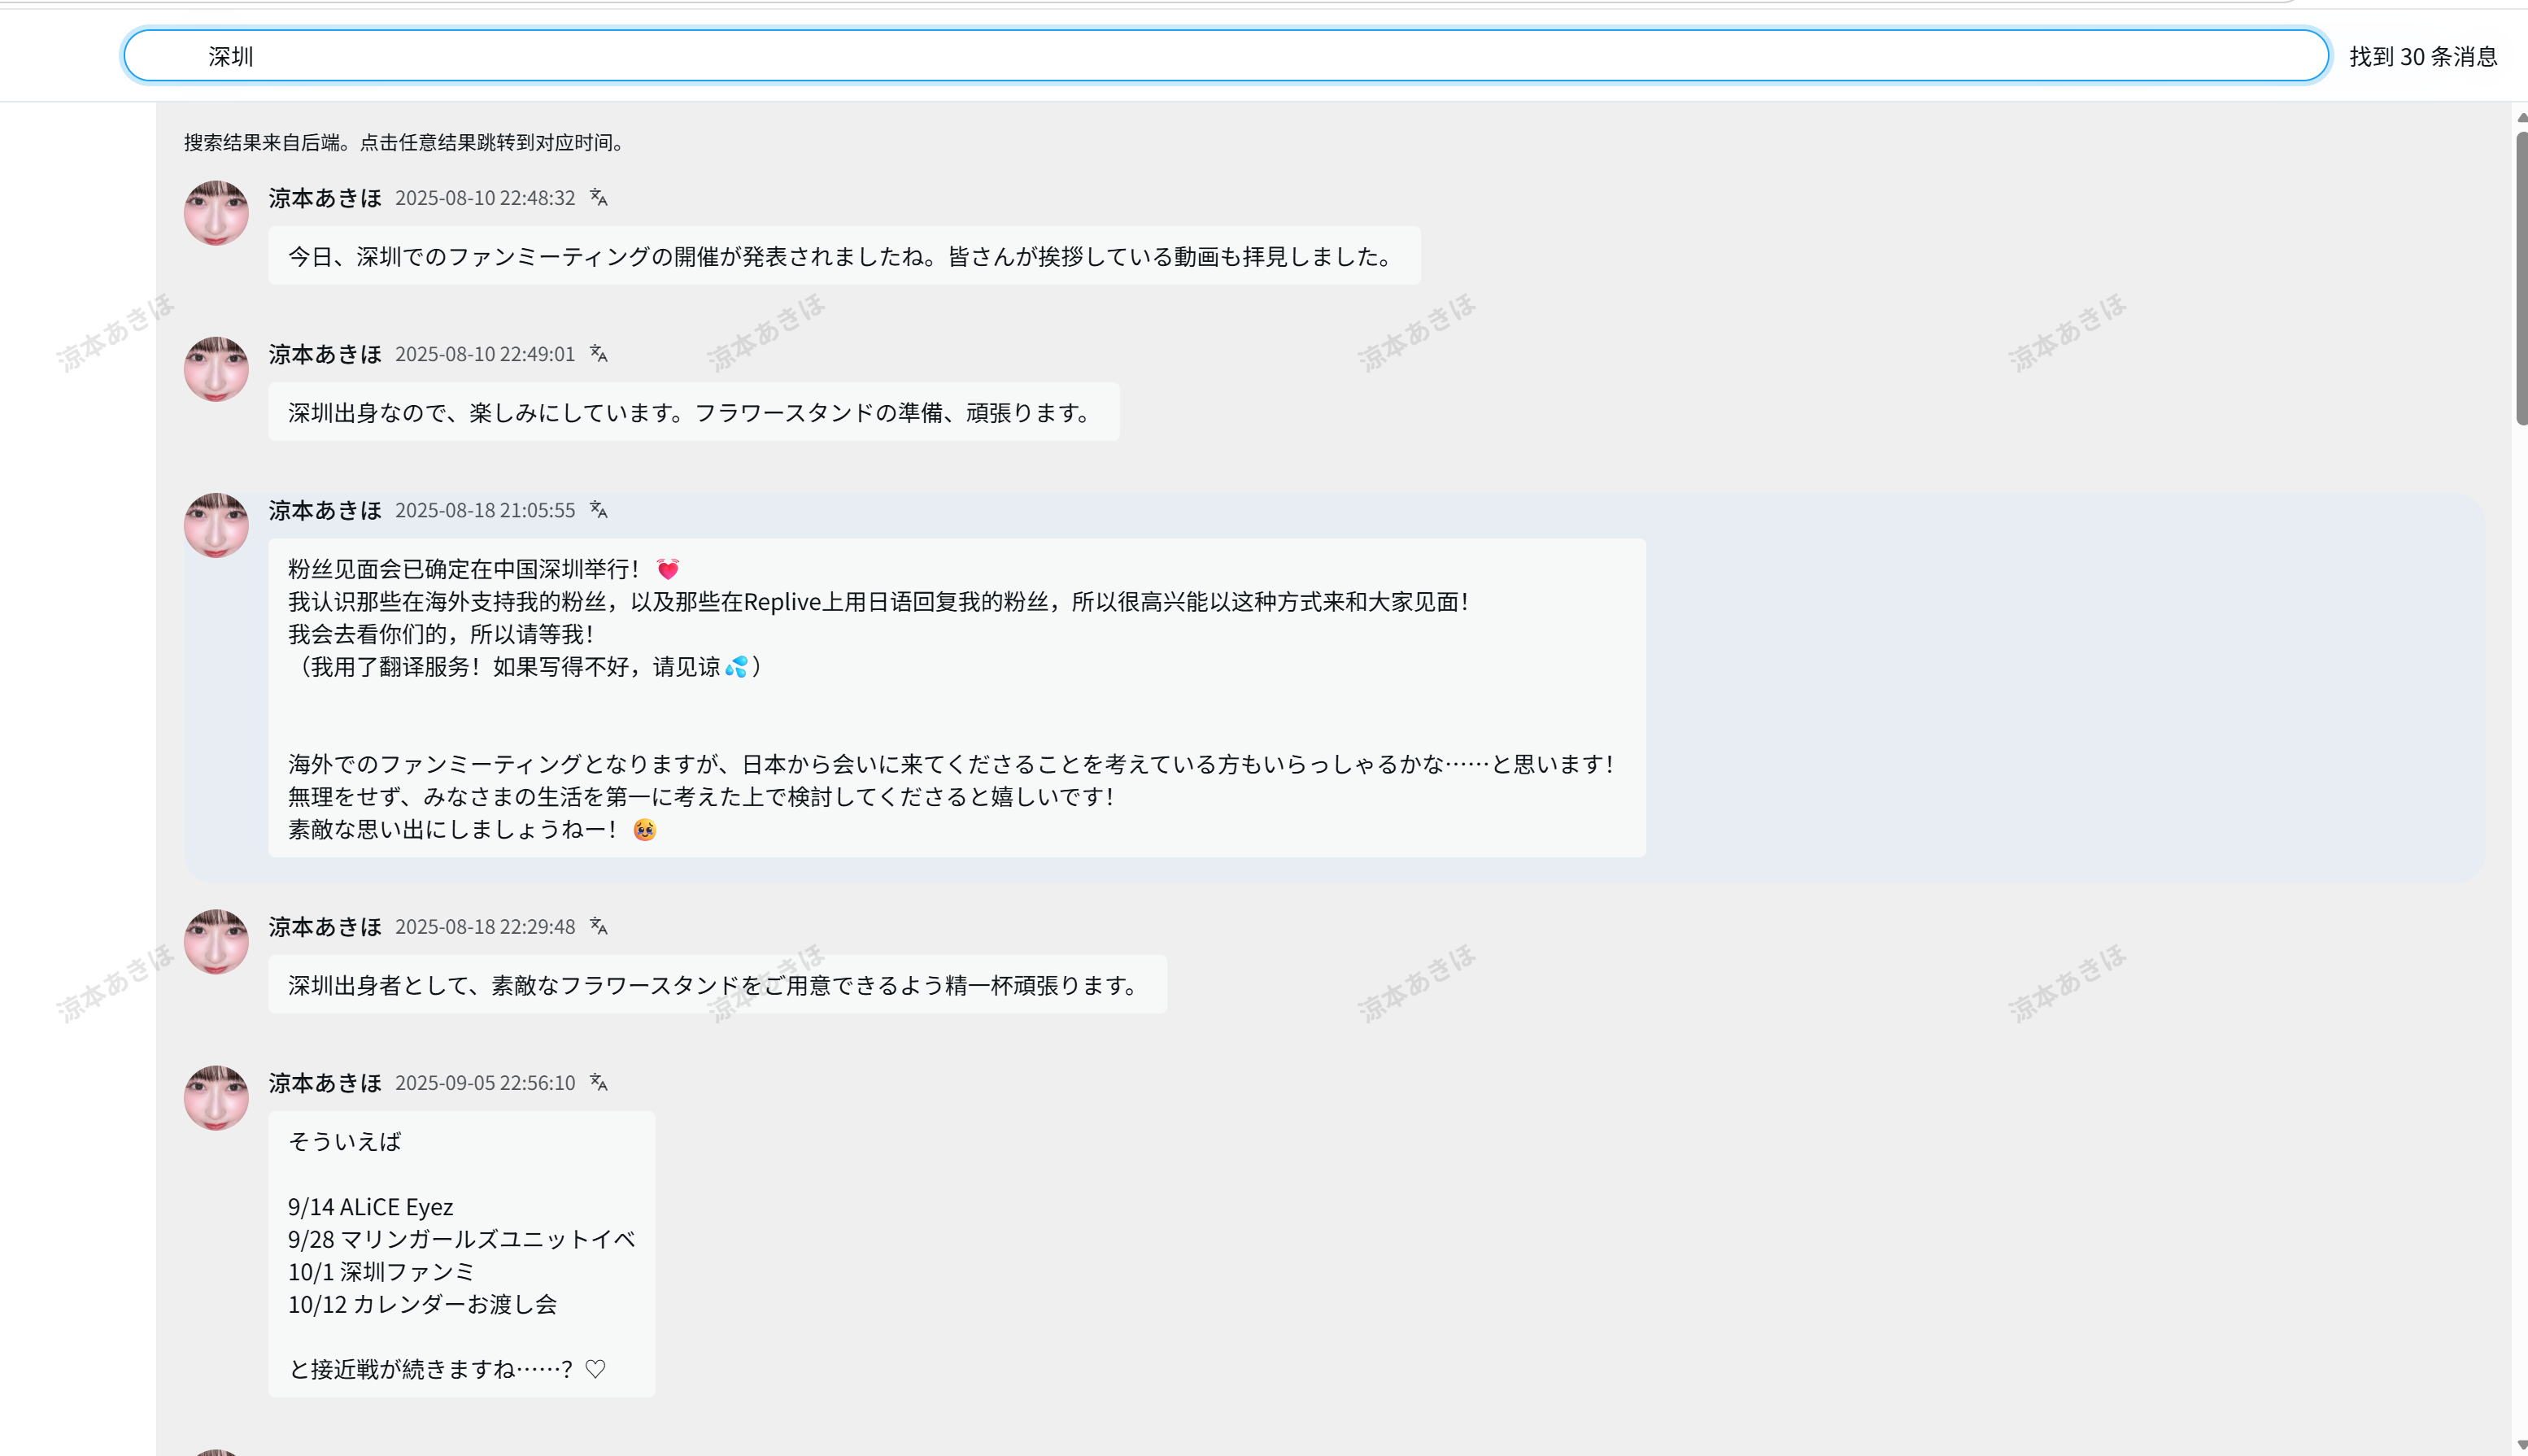 深圳
找到 30 条消息
搜索结果来自后端。点击任意结果跳转到对应时间。
涼本あきほ 2025-08-10 22:48:32
今日、深圳でのファンミーティングの開催が発表されましたね。皆さんが挨拶している動画も拝見しました。
涼本あきほ 2025-08-10 22:49:01
深圳出身なので、楽しみにしています。フラワースタンドの準備、頑張ります。
涼本あきほ 2025-08-18 21:05:55
粉丝见面会已确定在中国深圳举行！💓
我认识那些在海外支持我的粉丝，以及那些在Replive上用日语回复我的粉丝，所以很高兴能以这种方式来和大家见面！
我会去看你们的，所以请等我！
（我用了翻译服务！如果写得不好，请见谅💦）
海外でのファンミーティングとなりますが、日本から会いに来てくださることを考えている方もいらっしゃるかな……と思います！
無理をせず、みなさまの生活を第一に考えた上で検討してくださると嬉しいです！
素敵な思い出にしましょうねー！🥹
涼本あきほ 2025-08-18 22:29:48
深圳出身者として、素敵なフラワースタンドをご用意できるよう精一杯頑張ります。
涼本あきほ 2025-09-05 22:56:10
そういえば
9/14 ALiCE Eyez
9/28 マリンガールズユニットイベ
10/1 深圳ファンミ
10/12 カレンダーお渡し会
と接近戦が続きますね……？♡
涼本あきほ
涼本あきほ
涼本あきほ
涼本あきほ
涼本あきほ
涼本あきほ
涼本あきほ
涼本あきほ